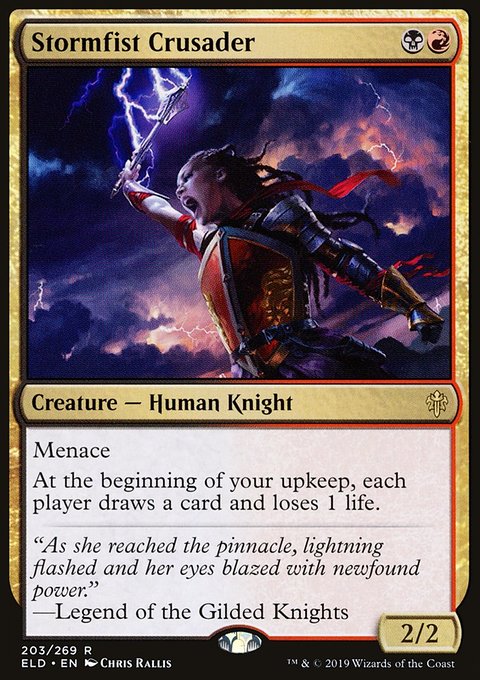 Stormfist Crusader
Creature — Human Knight
Menace
At the beginning of your upkeep, each
player draws a card and loses 1 life.
“As she reached the pinnacle, lightning
flashed and her eyes blazed with newfound
power.”
—Legend of the Gilded Knights
2/2
203/269 R
ELD • EN Chris Rallis
™ & © 2019 Wizards of the Coast